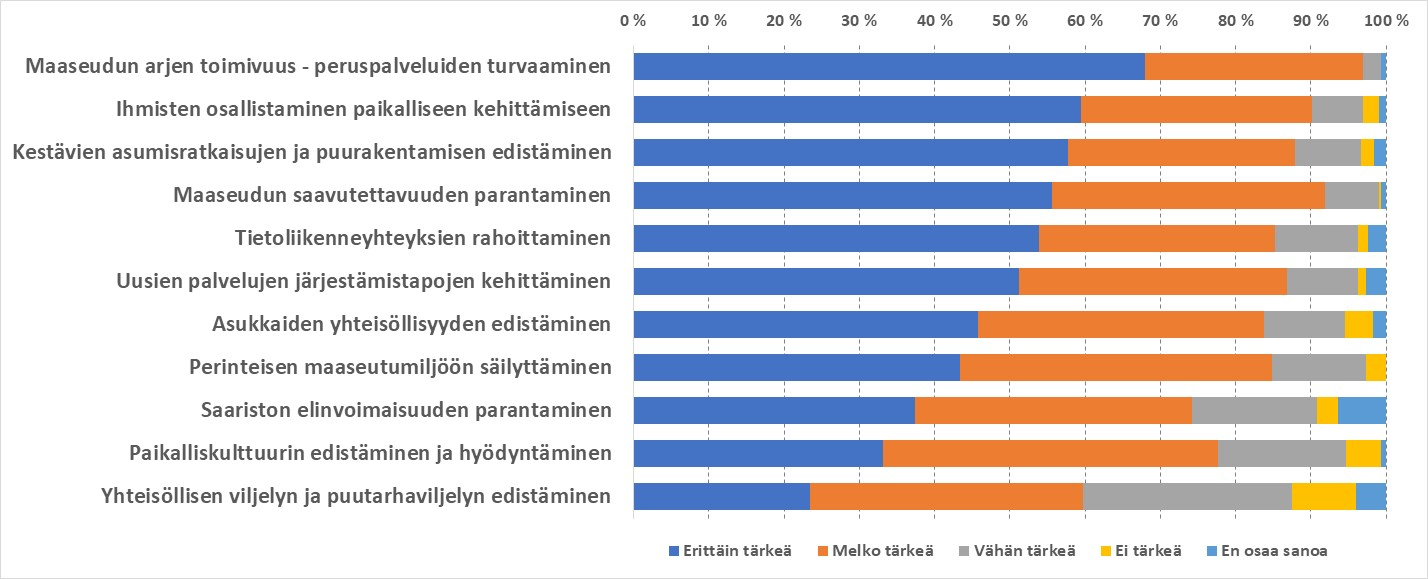 0 % 10 % 20 % 30 % 40 % 50 % 60 % 70 % 80 % 90 % 100 %
Maaseudun arjen toimivuus - peruspalveluiden turvaaminen
Ihmisten osallistaminen paikalliseen kehittämiseen
Kestävien asumisratkaisujen ja puurakentamisen edistäminen
Maaseudun saavutettavuuden parantaminen
Tietoliikenneyhteyksien rahoittaminen
Uusien palvelujen järjestämistapojen kehittäminen
Asukkaiden yhteisöllisyyden edistäminen
Perinteisen maaseutumiljöön säilyttäminen
Saariston elinvoimaisuuden parantaminen
Paikalliskulttuurin edistäminen ja hyödyntäminen
Yhteisöllisen viljelyn ja puutarhaviljelyn edistäminen
Erittäin tärkeä Melko tärkeä Vähän tärkeä Ei tärkeä En osaa sanoa